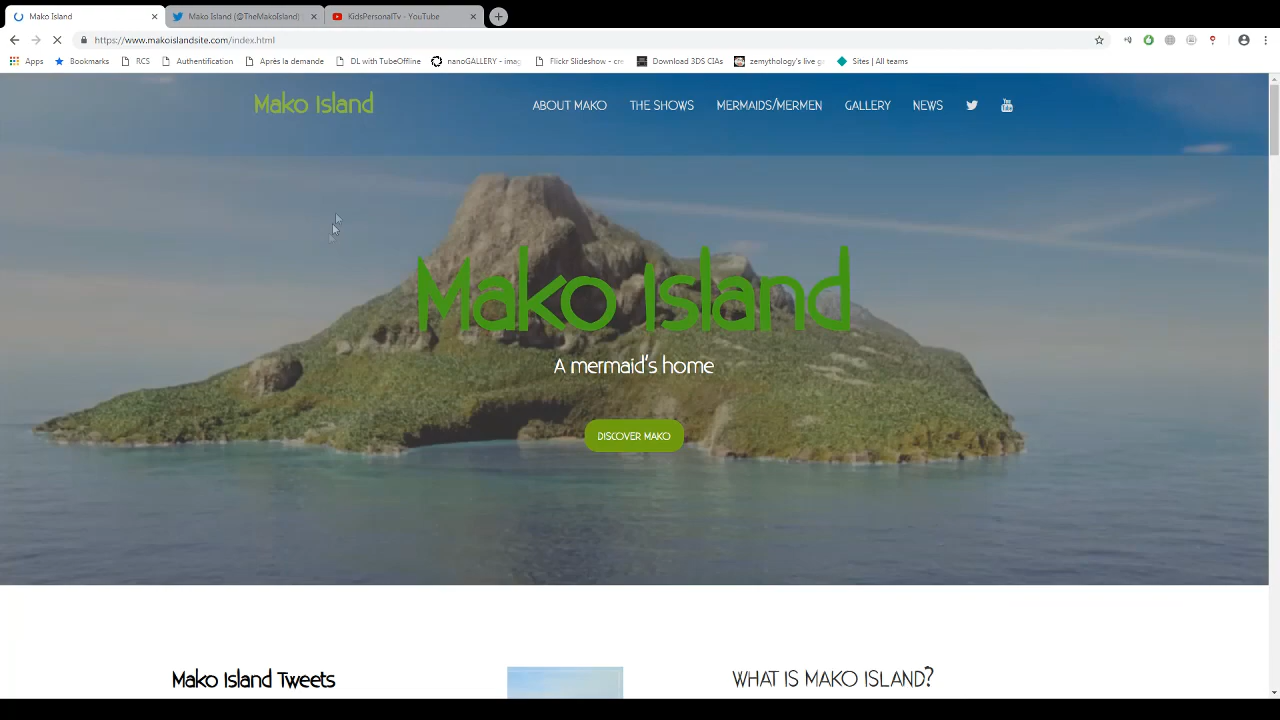 Mako Island
Mako Island (@TheMakoIsland) |
KidsPersonalTv - YouTube
https://www.makoislandsite.com/index.html
Apps
Bookmarks
RCS
Authentification
Après la demande
DL with TubeOffline
nanoGALLERY - imag
Flickr Slideshow - cre
Download 3DS CIAs
zemythology's live g
Sites | All teams
Mako Island
ABOUT MAKO
THE SHOWS
MERMAIDS/MERMEN
GALLERY
NEWS
You Tube
Mako Island
A mermaid's home
DISCOVER MAKO
Mako Island Tweets
WHAT IS MAKO ISLAND?